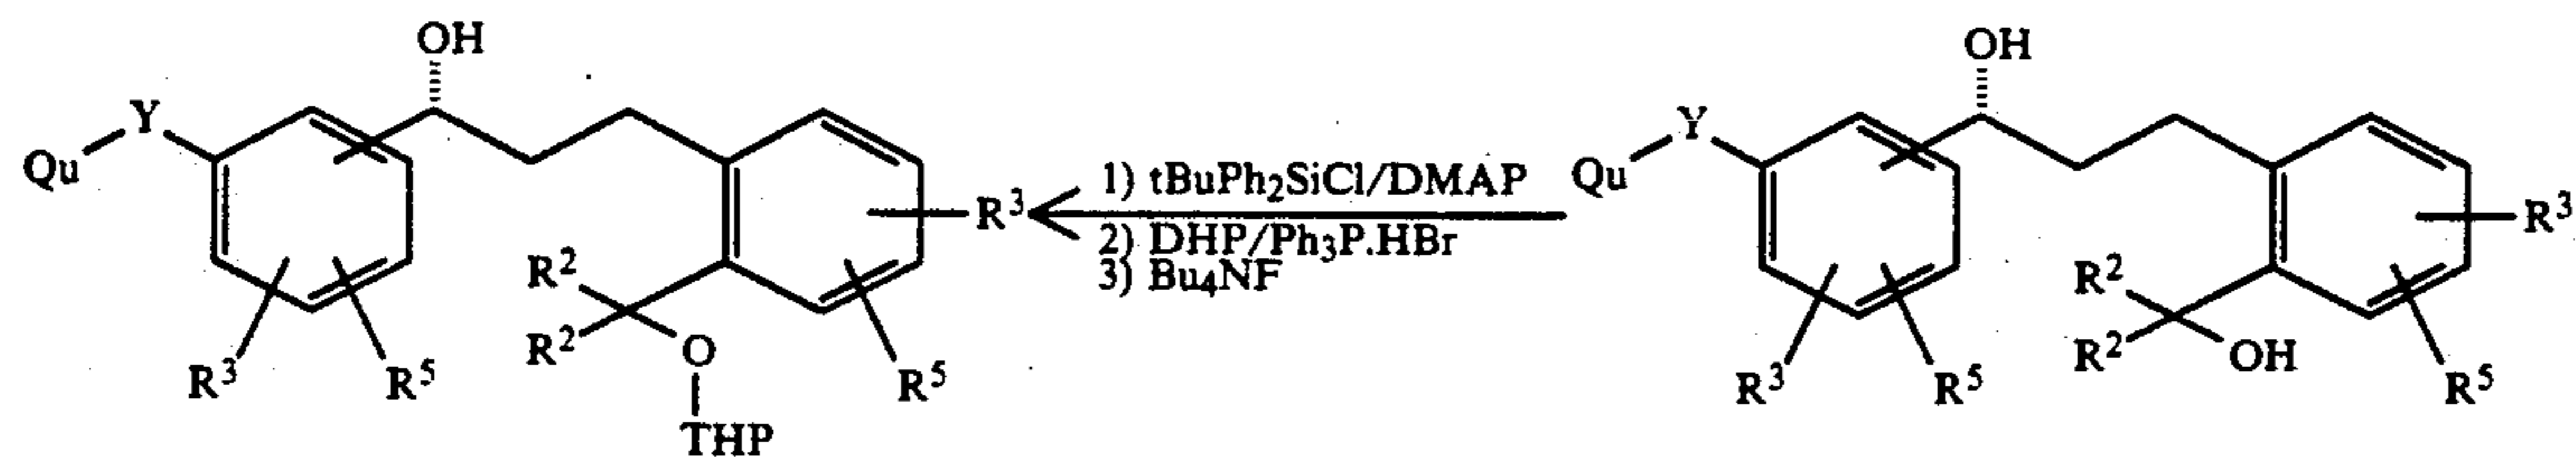 OH
OH
Y
Y
Qu
Qu
1) tBuPh₂SiCl/DMAP
R³
R³
2) DHP/Ph₃P.HBr
3) Bu₄NF
R²
R²
R²
R²
O
OH
R³
R⁵
R⁵
R³
R⁵
R⁵
THP